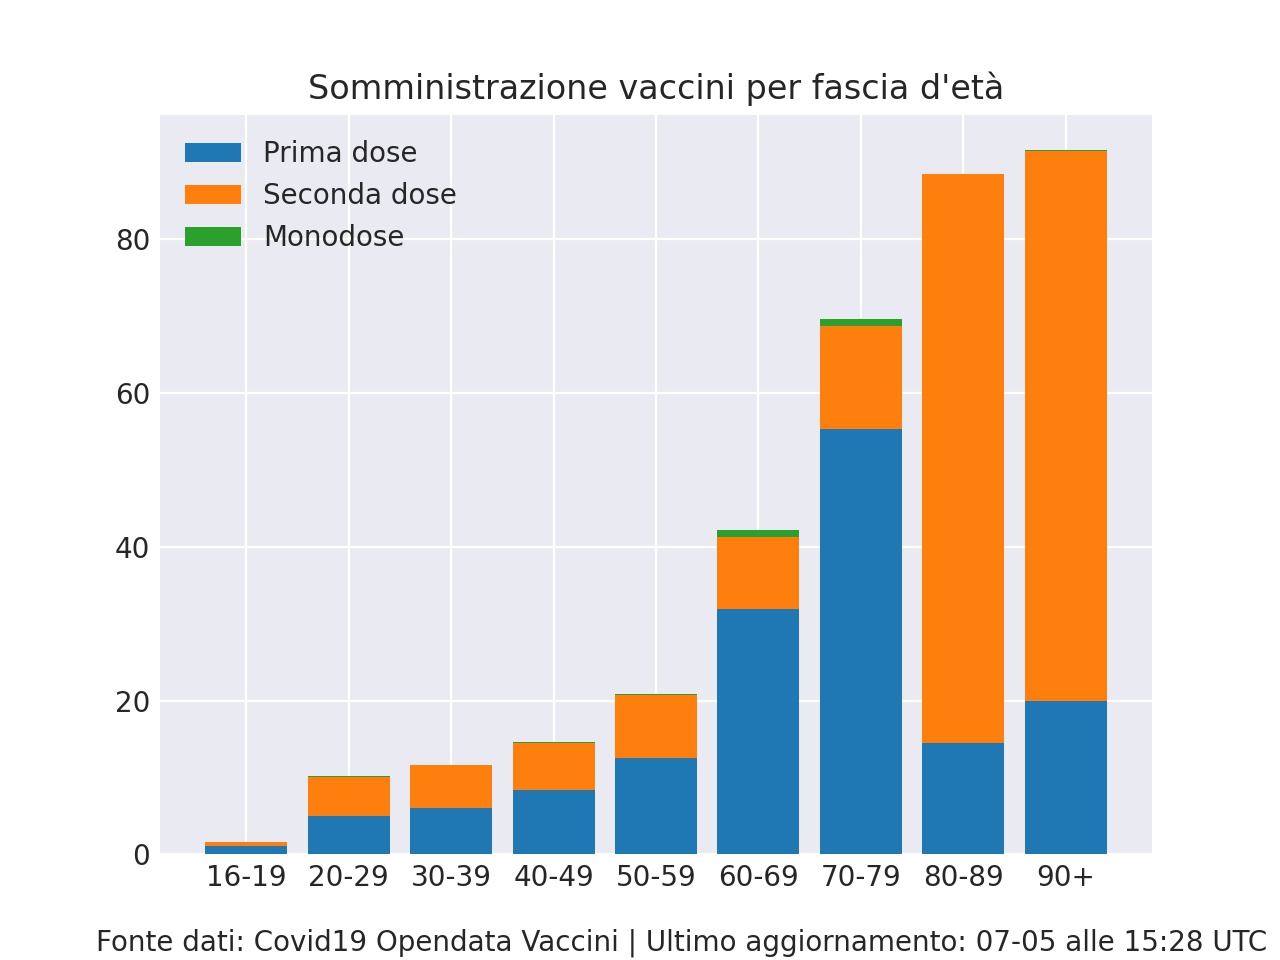 Somministrazione vaccini per fascia d'età
Prima dose
Seconda dose
Monodose
80
60
40
20
0
16-19 20-29 30-39 40-49 50-59 60-69 70-79 80-89 90+
Fonte dati: Covid19 Opendata Vaccini | Ultimo aggiornamento: 07-05 alle 15:28 UTC